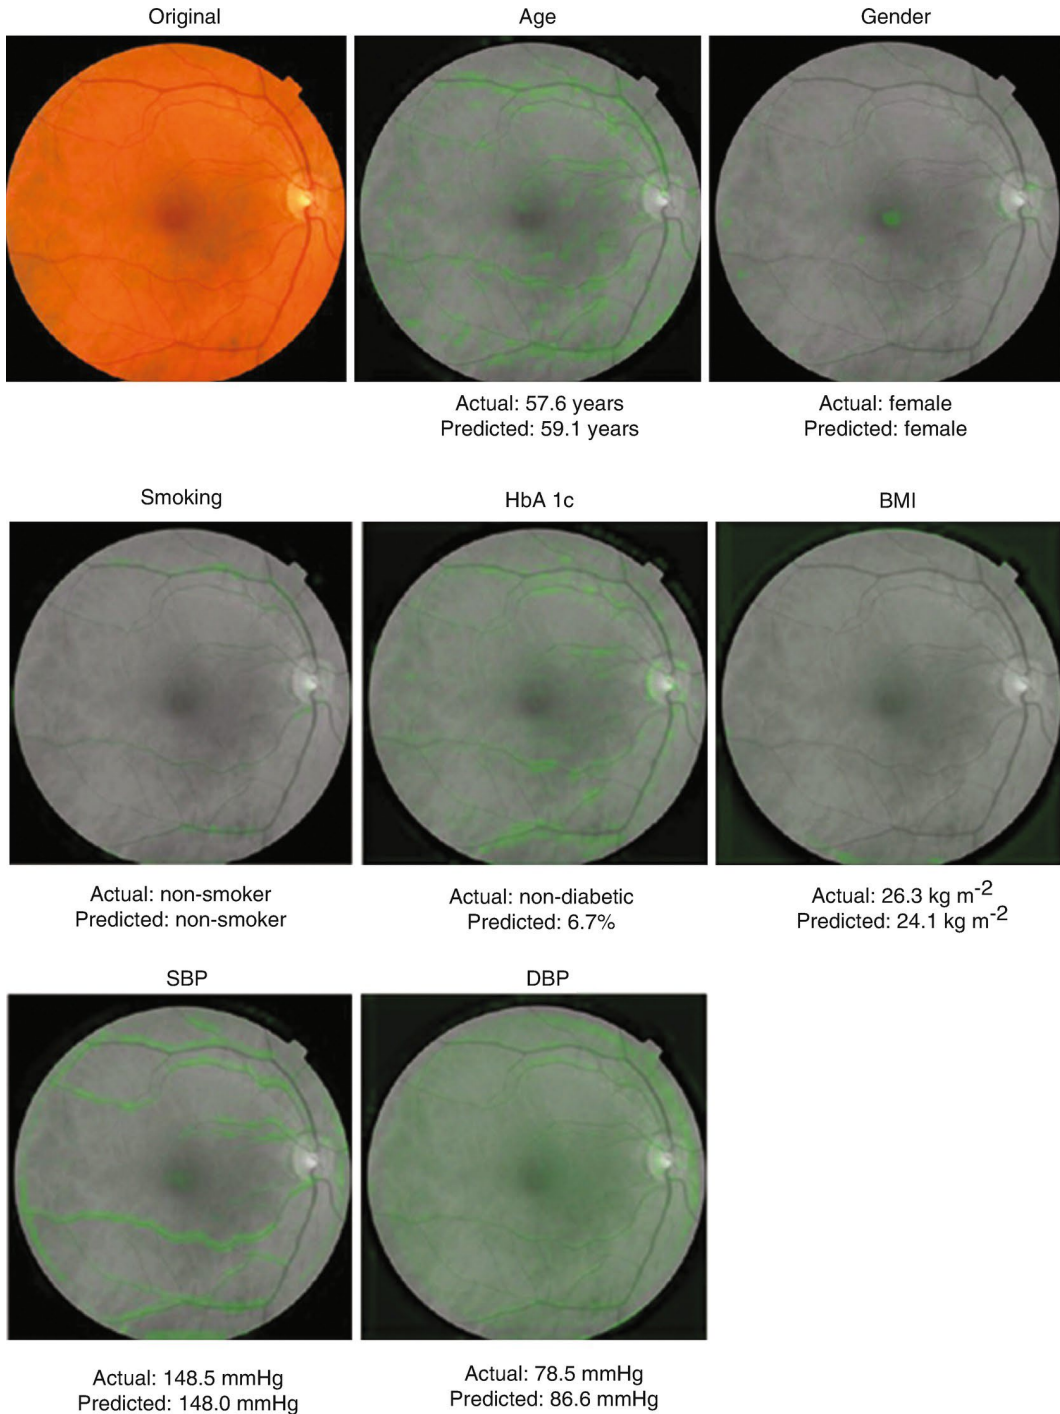 Original
Age
Gender
Actual: 57.6 years
Predicted: 59.1 years
Actual: female
Predicted: female
Smoking
HbA 1c
BMI
Actual: non-smoker
Predicted: non-smoker
Actual: non-diabetic
Predicted: 6.7%
Actual: 26.3 kg m⁻²
Predicted: 24.1 kg m⁻²
SBP
DBP
Actual: 148.5 mmHg
Predicted: 148.0 mmHg
Actual: 78.5 mmHg
Predicted: 86.6 mmHg